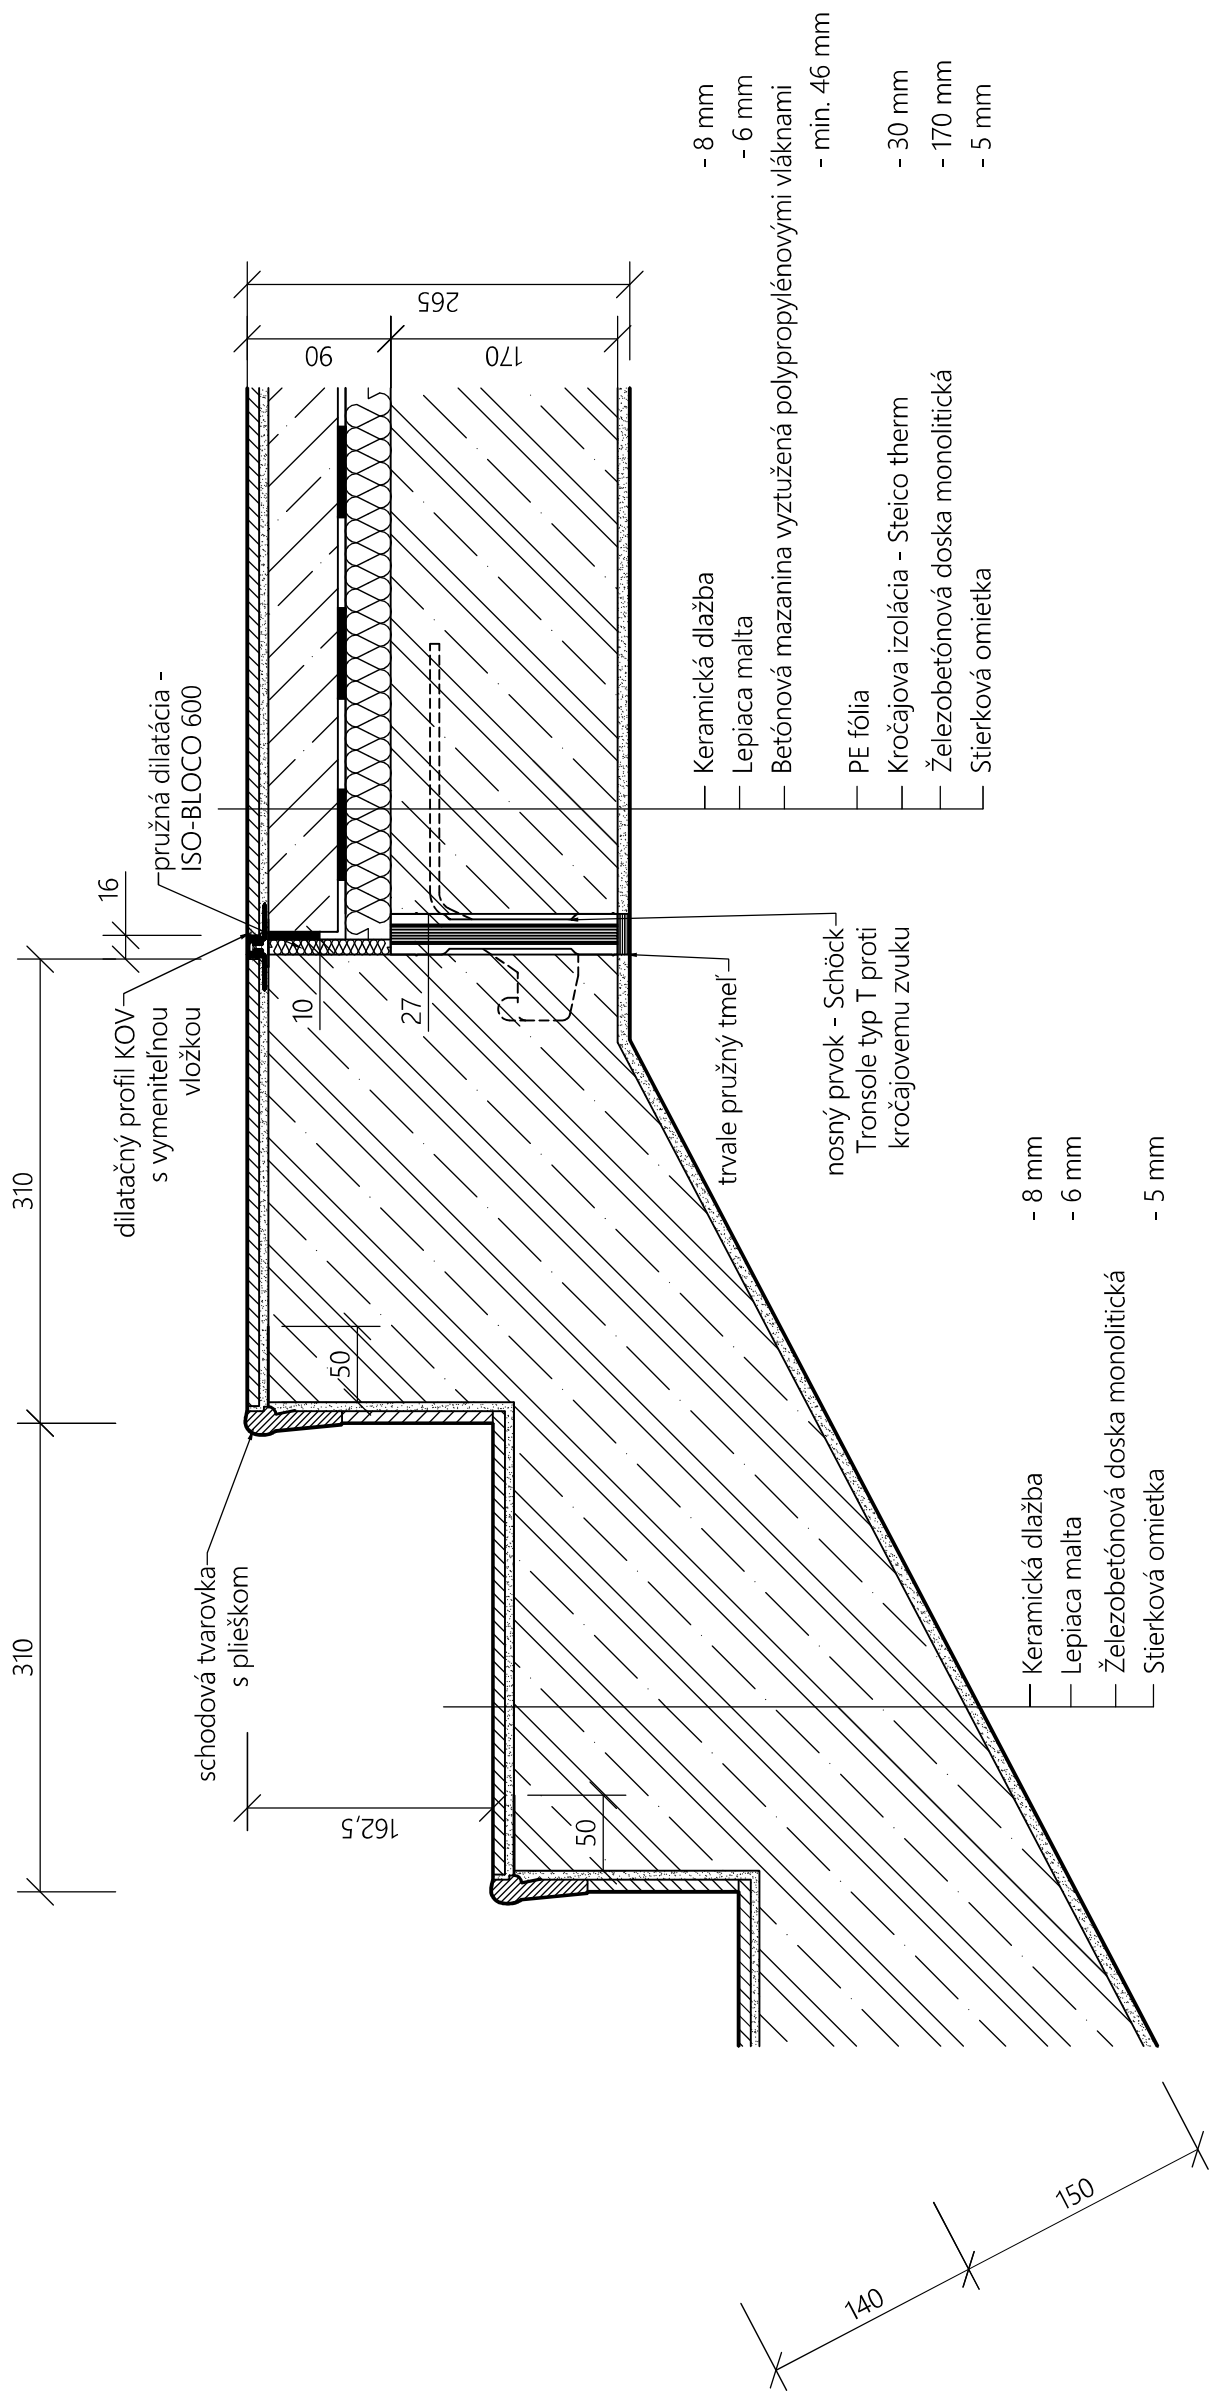 310
310
16
dilatačný profil KOV
s vymeniteľnou
vložkou
pružná dilatácia -
ISO-BLOCO 600
schodová tvarovka
s plieškom
162,5
50
50
10
27
90
170
265
trvale pružný tmeľ
nosný prvok - Schöck
Tronsole typ T proti
kročajovemu zvuku
Keramická dlažba - 8 mm
Lepiaca malta - 6 mm
Betónová mazanina vyztužená polypropylénovými vláknami
- min. 46 mm
PE fólia
Kročajova izolácia - Steico therm - 30 mm
Železobetónová doska monolitická - 170 mm
Stierková omietka - 5 mm
Keramická dlažba - 8 mm
Lepiaca malta - 6 mm
Železobetónová doska monolitická
Stierková omietka - 5 mm
140
150